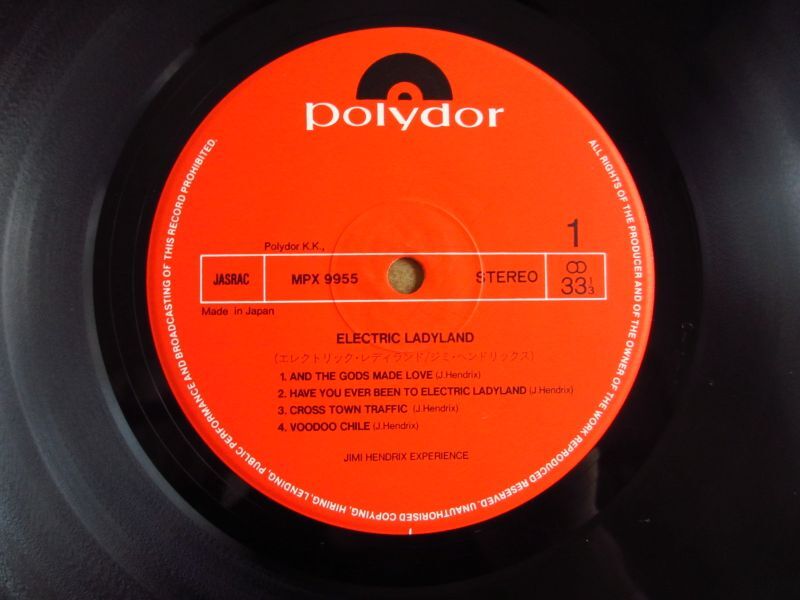 polydor
ALL RIGHTS OF THE PRODUCER AND OF THE OWNER OF THE WORK REPRODUCED RESERVED. UNAUTHORISED COPYING, HIRING, LENDING, PUBLIC PERFORMANCE AND BROADCASTING OF THIS RECORD PROHIBITED.
1
Polydor K.K.,
JASRAC MPX 9955 STEREO 33 1/3
Made in Japan
ELECTRIC LADYLAND
(エレクトリック・レディランド/ジミ・ヘンドリックス)
1. AND THE GODS MADE LOVE (J.Hendrix)
2. HAVE YOU EVER BEEN TO ELECTRIC LADYLAND (J.Hendrix)
3. CROSS TOWN TRAFFIC (J.Hendrix)
4. VOODOO CHILE (J.Hendrix)
JIMI HENDRIX EXPERIENCE